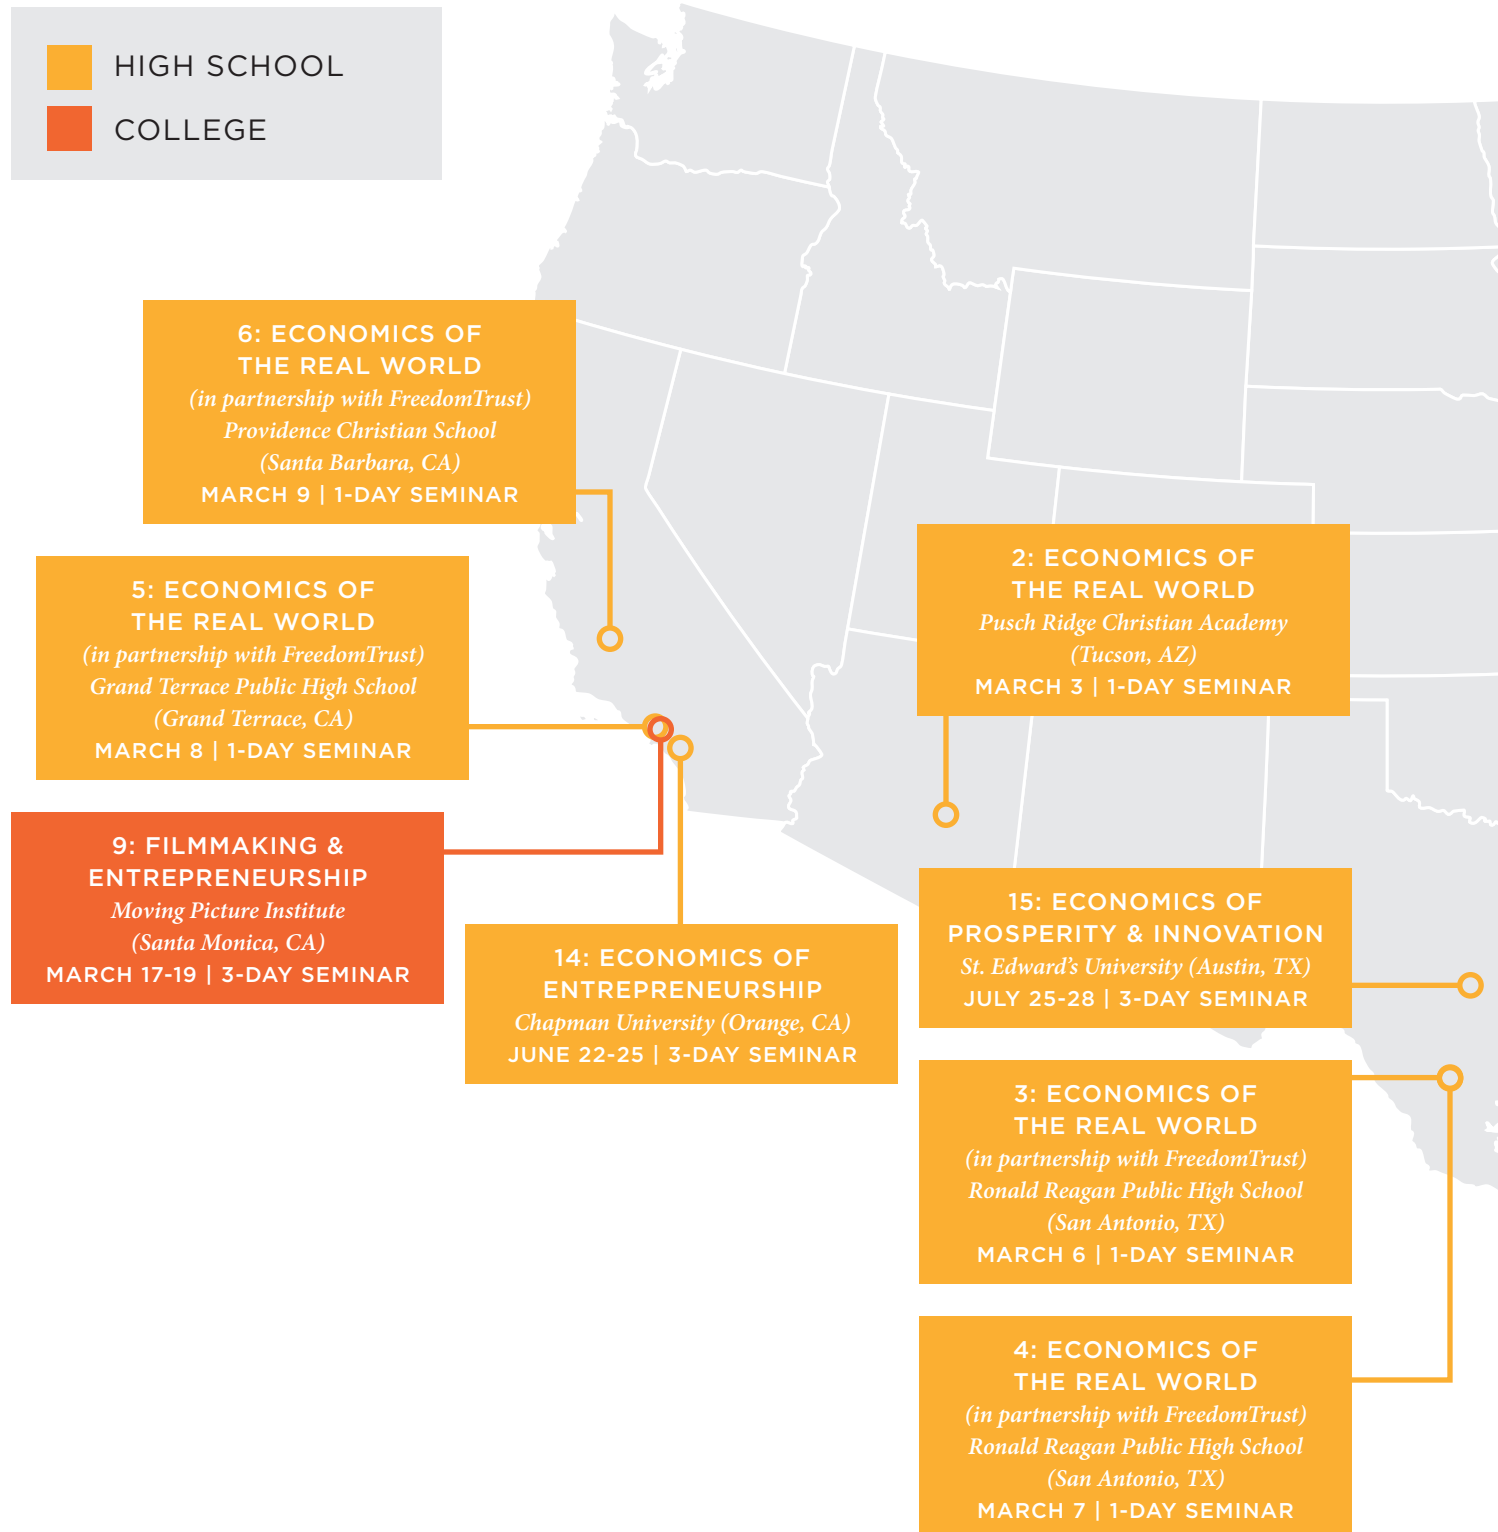 HIGH SCHOOL
COLLEGE
6: ECONOMICS OF
THE REAL WORLD
(in partnership with FreedomTrust)
Providence Christian School
(Santa Barbara, CA)
MARCH 9 | 1-DAY SEMINAR
5: ECONOMICS OF
THE REAL WORLD
(in partnership with FreedomTrust)
Grand Terrace Public High School
(Grand Terrace, CA)
MARCH 8 | 1-DAY SEMINAR
9: FILMMAKING &
ENTREPRENEURSHIP
Moving Picture Institute
(Santa Monica, CA)
MARCH 17-19 | 3-DAY SEMINAR
14: ECONOMICS OF
ENTREPRENEURSHIP
Chapman University (Orange, CA)
JUNE 22-25 | 3-DAY SEMINAR
2: ECONOMICS OF
THE REAL WORLD
Pusch Ridge Christian Academy
(Tucson, AZ)
MARCH 3 | 1-DAY SEMINAR
15: ECONOMICS OF
PROSPERITY & INNOVATION
St. Edward's University (Austin, TX)
JULY 25-28 | 3-DAY SEMINAR
3: ECONOMICS OF
THE REAL WORLD
(in partnership with FreedomTrust)
Ronald Reagan Public High School
(San Antonio, TX)
MARCH 6 | 1-DAY SEMINAR
4: ECONOMICS OF
THE REAL WORLD
(in partnership with FreedomTrust)
Ronald Reagan Public High School
(San Antonio, TX)
MARCH 7 | 1-DAY SEMINAR